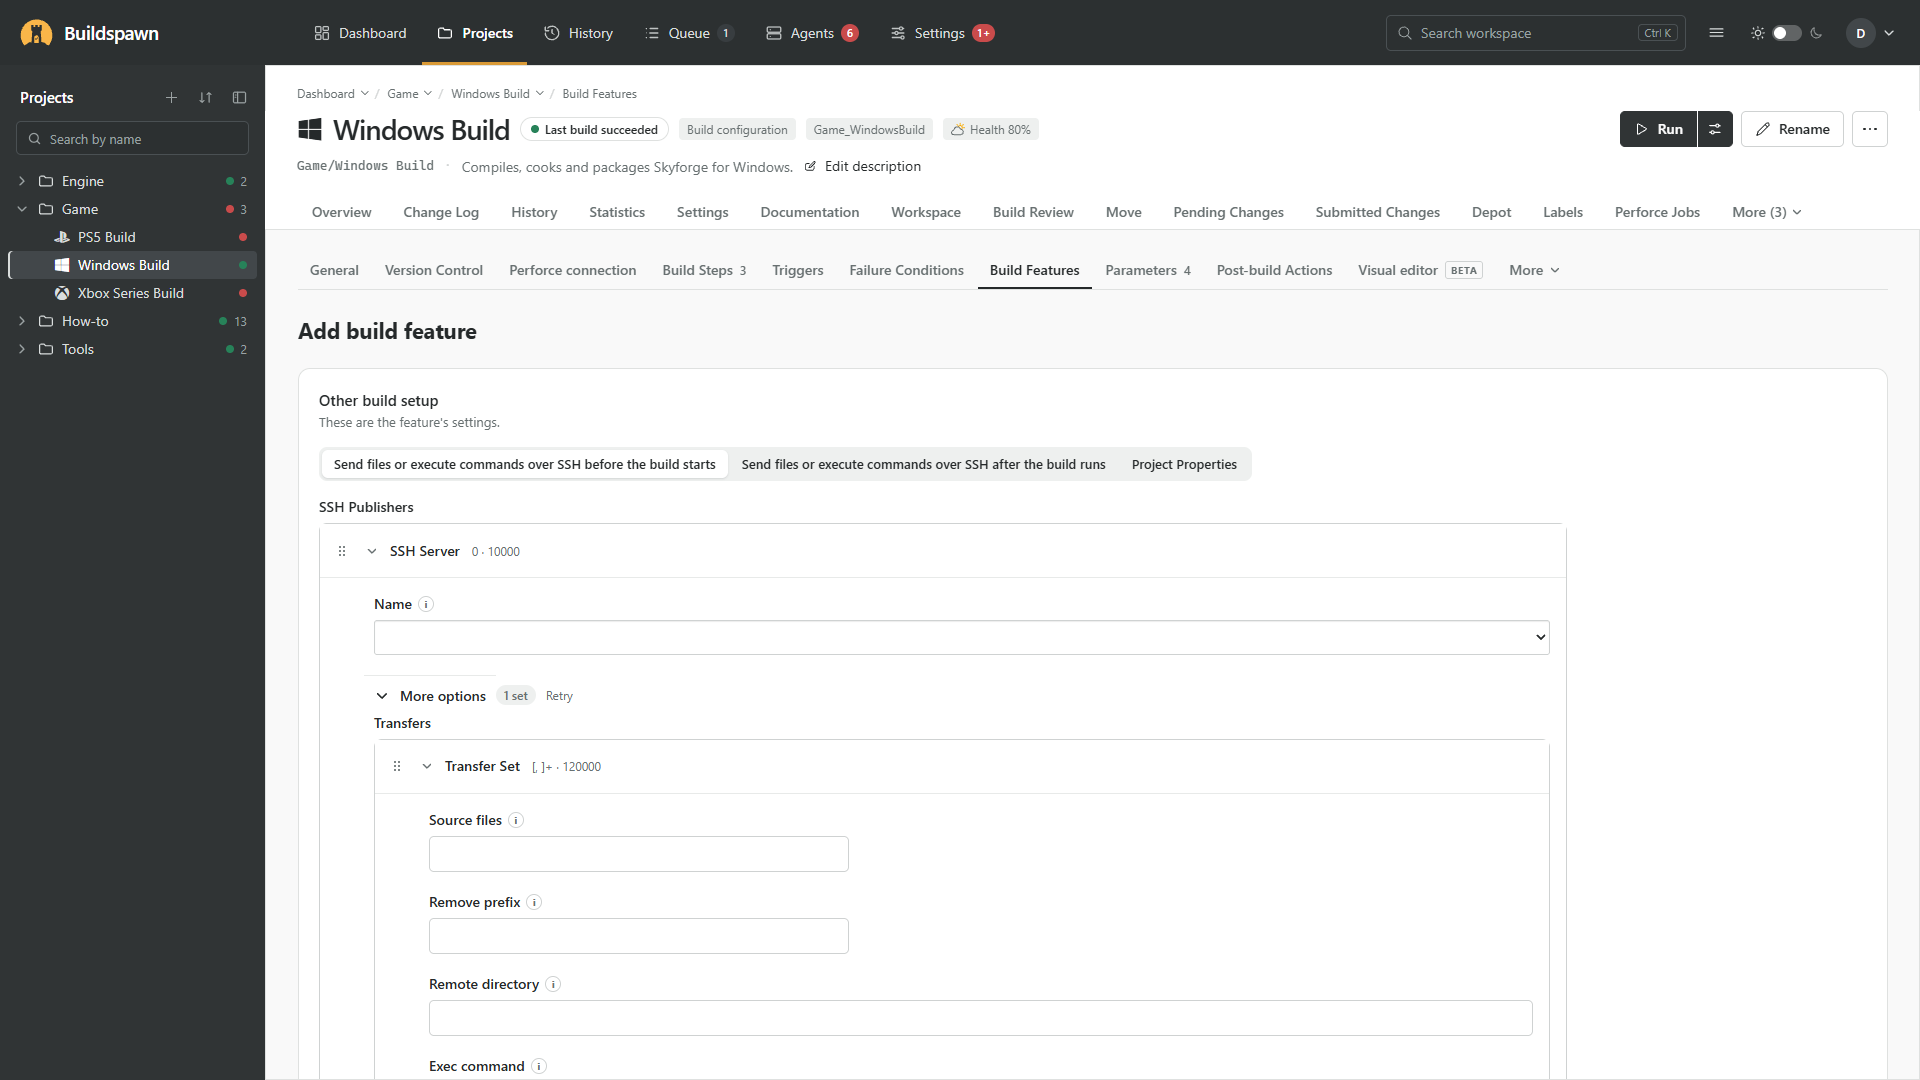 Buildspawn
Dashboard
Projects
History
Queue 1
Agents 6
Settings 1+
Search workspace Ctrl K
D
Projects
Search by name
Engine 2
Game 3
PS5 Build
Windows Build
Xbox Series Build
How-to 13
Tools 2
Dashboard / Game / Windows Build / Build Features
Windows Build
Last build succeeded
Build configuration
Game_WindowsBuild
Health 80%
Run
Rename
Game/Windows Build · Compiles, cooks and packages Skyforge for Windows. Edit description
Overview Change Log History Statistics Settings Documentation Workspace Build Review Move Pending Changes Submitted Changes Depot Labels Perforce Jobs More (3)
General Version Control Perforce connection Build Steps 3 Triggers Failure Conditions Build Features Parameters 4 Post-build Actions Visual editor BETA More
Add build feature
Other build setup
These are the feature's settings.
Send files or execute commands over SSH before the build starts Send files or execute commands over SSH after the build runs Project Properties
SSH Publishers
SSH Server 0 · 10000
Name
More options 1 set Retry
Transfers
Transfer Set [, ]+ · 120000
Source files
Remove prefix
Remote directory
Exec command